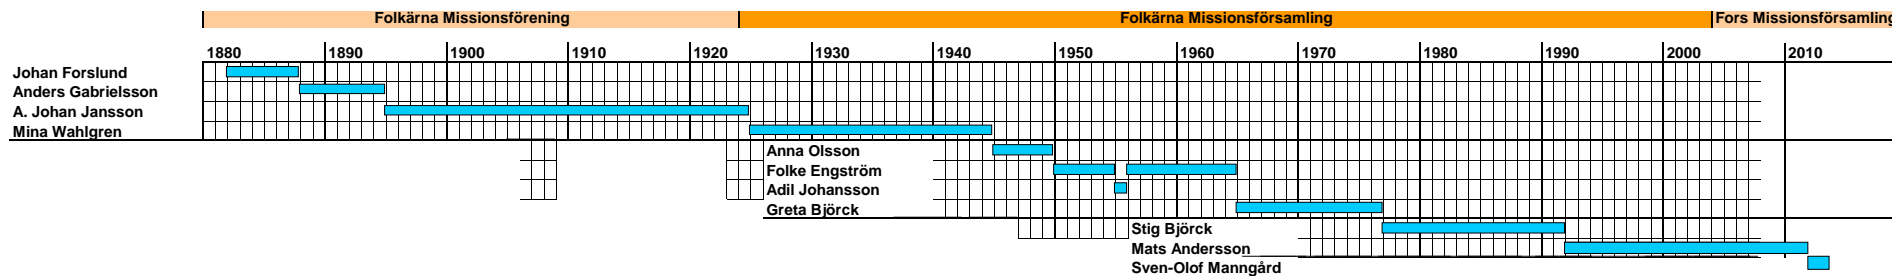 Folkärna Missionsförening Folkärna Missionsförsamling Fors Missionsförsamling
1880 1890 1900 1910 1920 1930 1940 1950 1960 1970 1980 1990 2000 2010
Johan Forslund
Anders Gabrielsson
A. Johan Jansson
Mina Wahlgren
Anna Olsson
Folke Engström
Adil Johansson
Greta Björck
Stig Björck
Mats Andersson
Sven-Olof Manngård